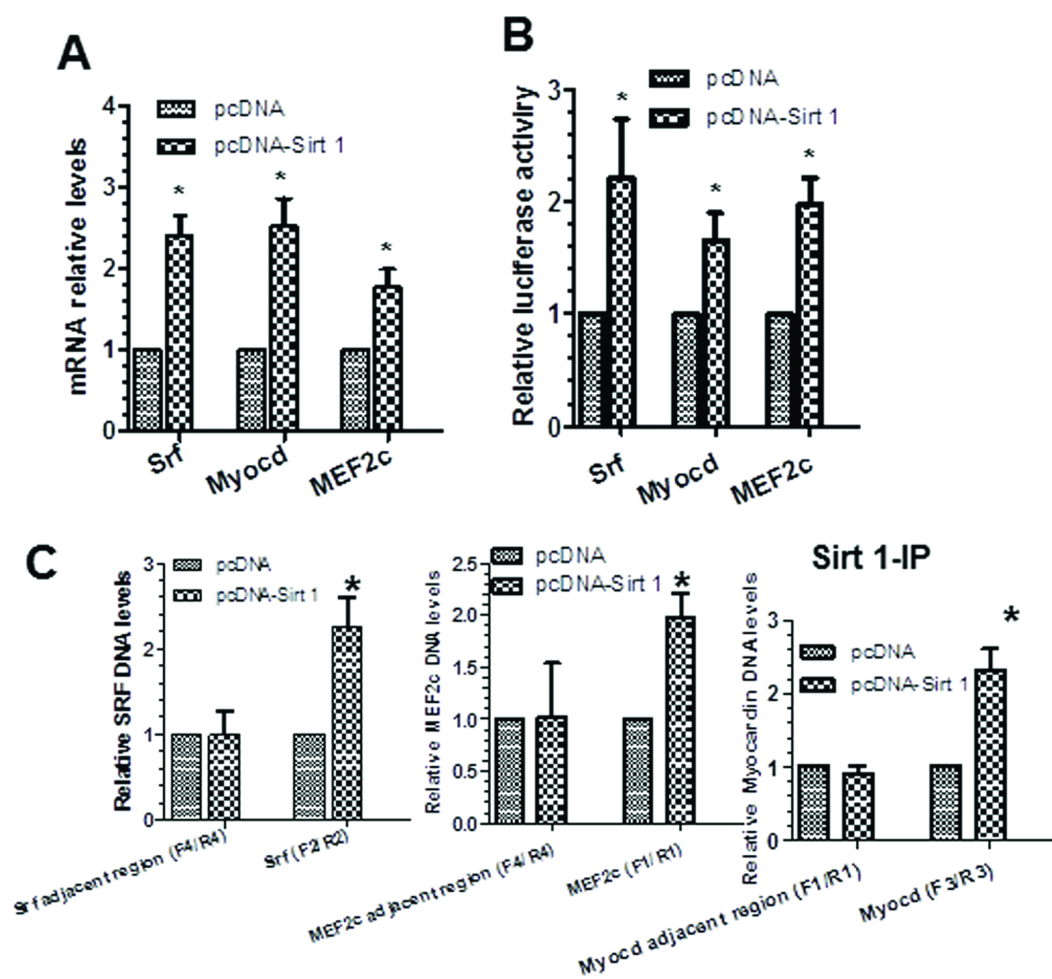 A
pcDNA
pcDNA-Sirt 1
mRNA relative levels
4
3
2
1
0
Srf
Myocd
MEF2c
*
*
*
B
pcDNA
pcDNA-Sirt 1
Relative luciferase activiry
3
2
1
0
Srf
Myocd
MEF2c
*
*
*
C
pcDNA
pcDNA-Sirt 1
Relative SRF DNA levels
3
2
1
0
*
Srf adjacent region (F4/R4)
Srf (F2/R2)
pcDNA
pcDNA-Sirt 1
Relative MEF2c DNA levels
2.5
2.0
1.5
1.0
0.5
0.0
*
MEF2c adjacent region (F4/R4)
MEF2c (F1/R1)
Sirt 1-IP
pcDNA
pcDNA-Sirt 1
Relative Myocardin DNA levels
3
2
1
0
*
Myocd adjacent region (F1/R1)
Myocd (F3/R3)